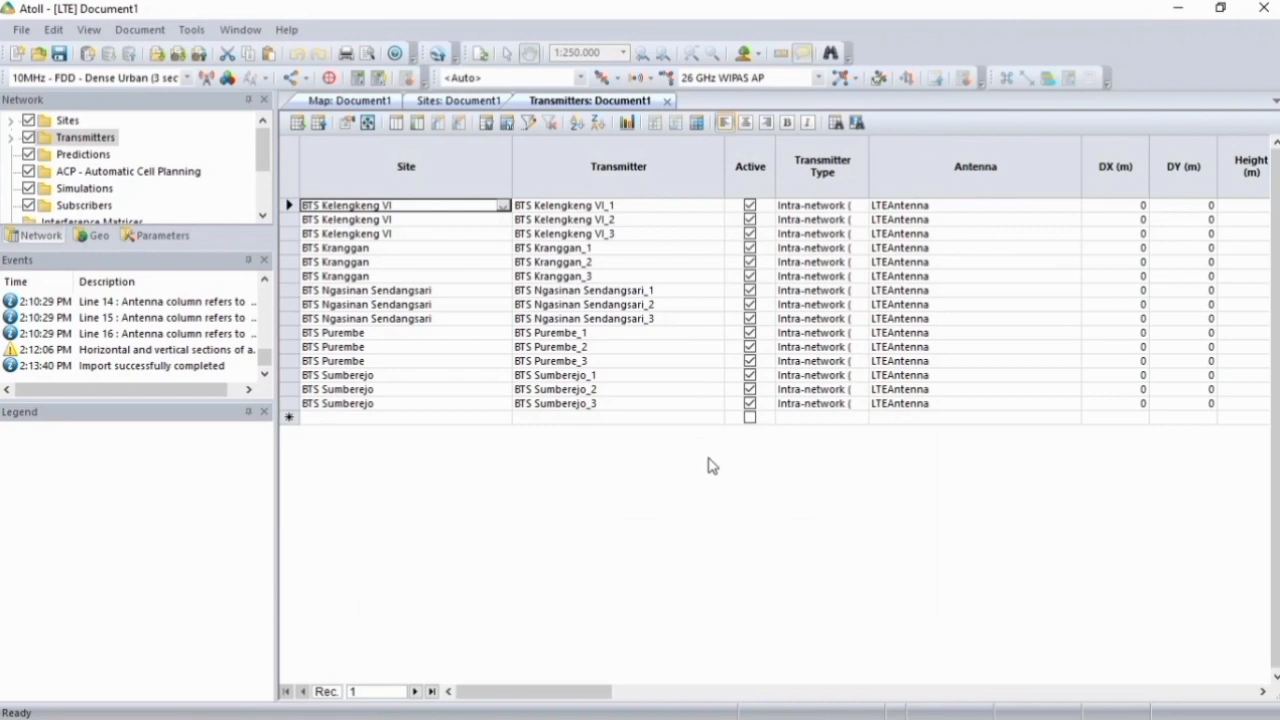 Atoll - [LTE] Document1
File Edit View Document Tools Window Help
1:250.000
10MHz - FDD - Dense Urban (3 sec
<Auto>
26 GHz WIPAS AP
Network
Sites
Transmitters
Predictions
ACP - Automatic Cell Planning
Simulations
Subscribers
Interference Matrices
Network Geo Parameters
Events
Time Description
2:10:29 PM Line 14 : Antenna column refers to ..
2:10:29 PM Line 15 : Antenna column refers to ..
2:10:29 PM Line 16 : Antenna column refers to ..
2:12:06 PM Horizontal and vertical sections of a.
2:13:40 PM Import successfully completed
Legend
Map: Document1 Sites: Document1 Transmitters: Document1
Site Transmitter Active Transmitter Type Antenna DX (m) DY (m) Height (m)
BTS Kelengkeng VI BTS Kelengkeng VI_1 Intra-network ( LTEAntenna 0 0
BTS Kelengkeng VI BTS Kelengkeng VI_2 Intra-network ( LTEAntenna 0 0
BTS Kelengkeng VI BTS Kelengkeng VI_3 Intra-network ( LTEAntenna 0 0
BTS Kranggan BTS Kranggan_1 Intra-network ( LTEAntenna 0 0
BTS Kranggan BTS Kranggan_2 Intra-network ( LTEAntenna 0 0
BTS Kranggan BTS Kranggan_3 Intra-network ( LTEAntenna 0 0
BTS Ngasinan Sendangsari BTS Ngasinan Sendangsari_1 Intra-network ( LTEAntenna 0 0
BTS Ngasinan Sendangsari BTS Ngasinan Sendangsari_2 Intra-network ( LTEAntenna 0 0
BTS Ngasinan Sendangsari BTS Ngasinan Sendangsari_3 Intra-network ( LTEAntenna 0 0
BTS Purembe BTS Purembe_1 Intra-network ( LTEAntenna 0 0
BTS Purembe BTS Purembe_2 Intra-network ( LTEAntenna 0 0
BTS Purembe BTS Purembe_3 Intra-network ( LTEAntenna 0 0
BTS Sumberejo BTS Sumberejo_1 Intra-network ( LTEAntenna 0 0
BTS Sumberejo BTS Sumberejo_2 Intra-network ( LTEAntenna 0 0
BTS Sumberejo BTS Sumberejo_3 Intra-network ( LTEAntenna 0 0
Rec. 1
Ready